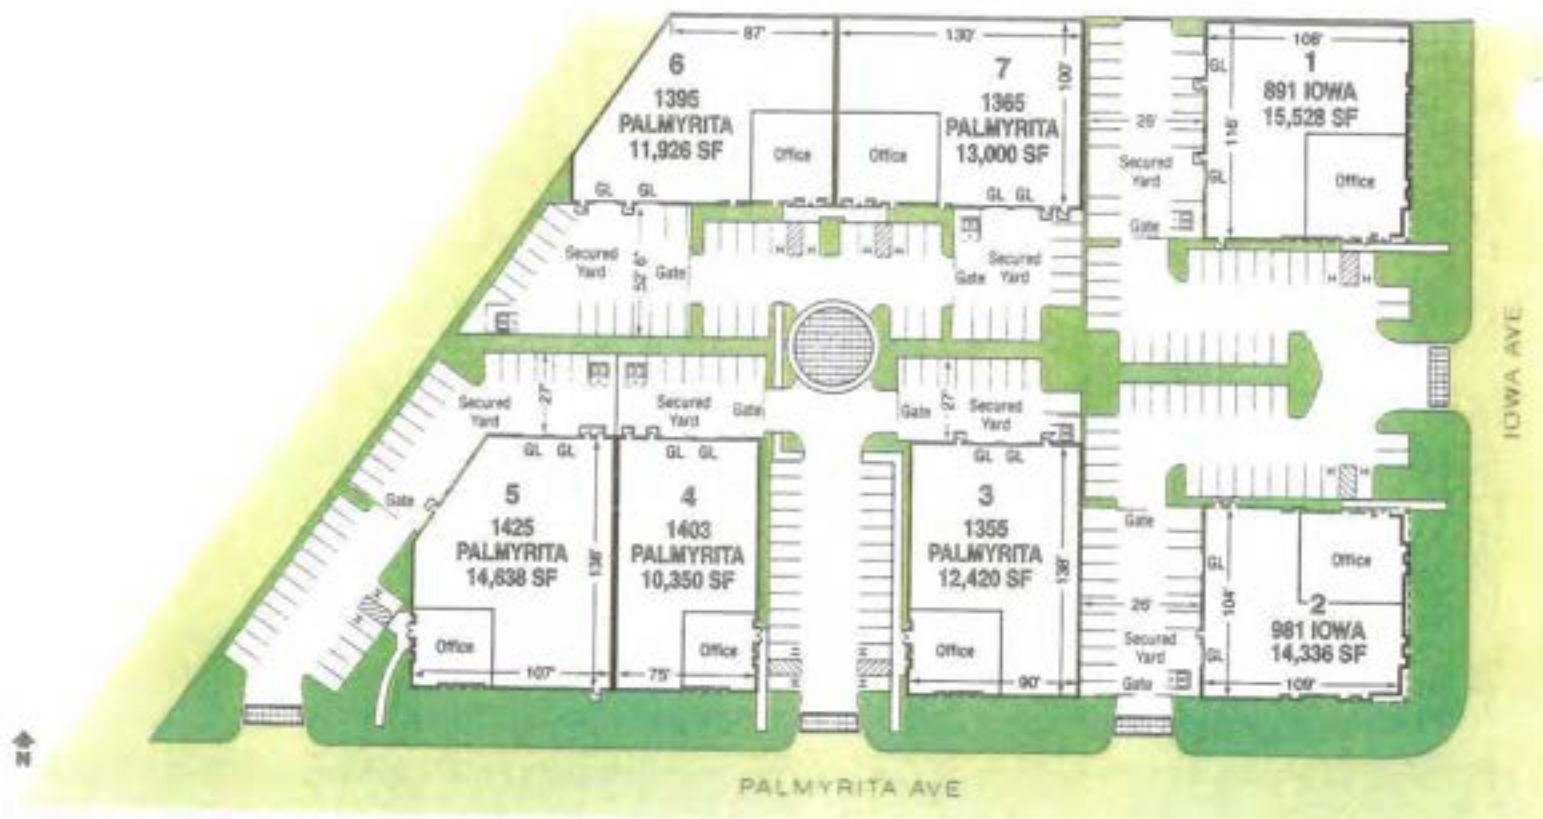 87'
6
1395
PALMYRITA
11,926 SF
Office
GL GL
130'
7
1365
PALMYRITA
13,000 SF
100'
Office
GL GL
26'
Secured
Yard
Gate
108'
1
891 IOWA
15,528 SF
116'
GL
GL
Office
Secured
Yard
52' 6"
Gate
H H
H H
Gate
Secured
Yard
H H
IOWA AVE
Secured
Yard
27'
Secured
Yard
Gate
Gate
27'
Secured
Yard
H H
Gate
GL
GL GL
5
1425
PALMYRITA
14,638 SF
138'
Office
107'
H
H
GL GL
4
1403
PALMYRITA
10,350 SF
Office
75'
H
H
H
H
GL GL
3
1355
PALMYRITA
12,420 SF
138'
Office
90'
Gate
26'
Secured
Yard
Gate
GL
GL
104'
Office
2
981 IOWA
14,336 SF
109'
N
PALMYRITA AVE